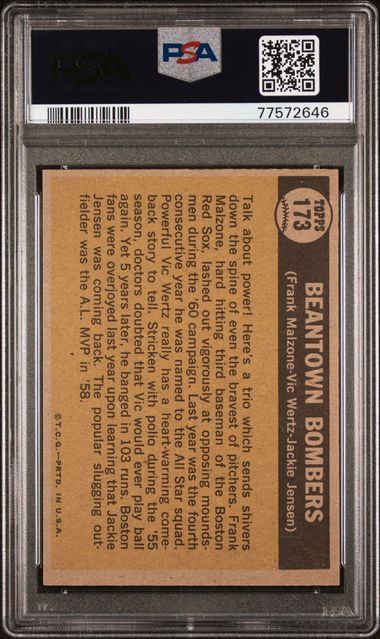 PSA
PSA
77572646
TOPPS
173
BEANTOWN BOMBERS
(Frank Malzone-Vic Wertz-Jackie Jensen)
Talk about power! Here's a trio which sends shivers
down the spine of even the bravest of pitchers. Frank
Malzone, hard hitting third baseman of the Boston
Red Sox, lashed out vigorously at opposing mounds-
men during the '60 campaign. Last year was the fourth
consecutive year he was named to the All Star squad.
Powerful Vic Wertz really has a heart-warming come-
back story to tell. Stricken with polio during the '55
season, doctors doubted that Vic would ever play ball
again. Yet 5 years later, he banged in 103 runs. Boston
fans were overjoyed last year upon learning that Jackie
Jensen was coming back. The popular slugging out-
fielder was the A.L. MVP in '58.
© T.C.G.—PRTD. IN U.S.A.